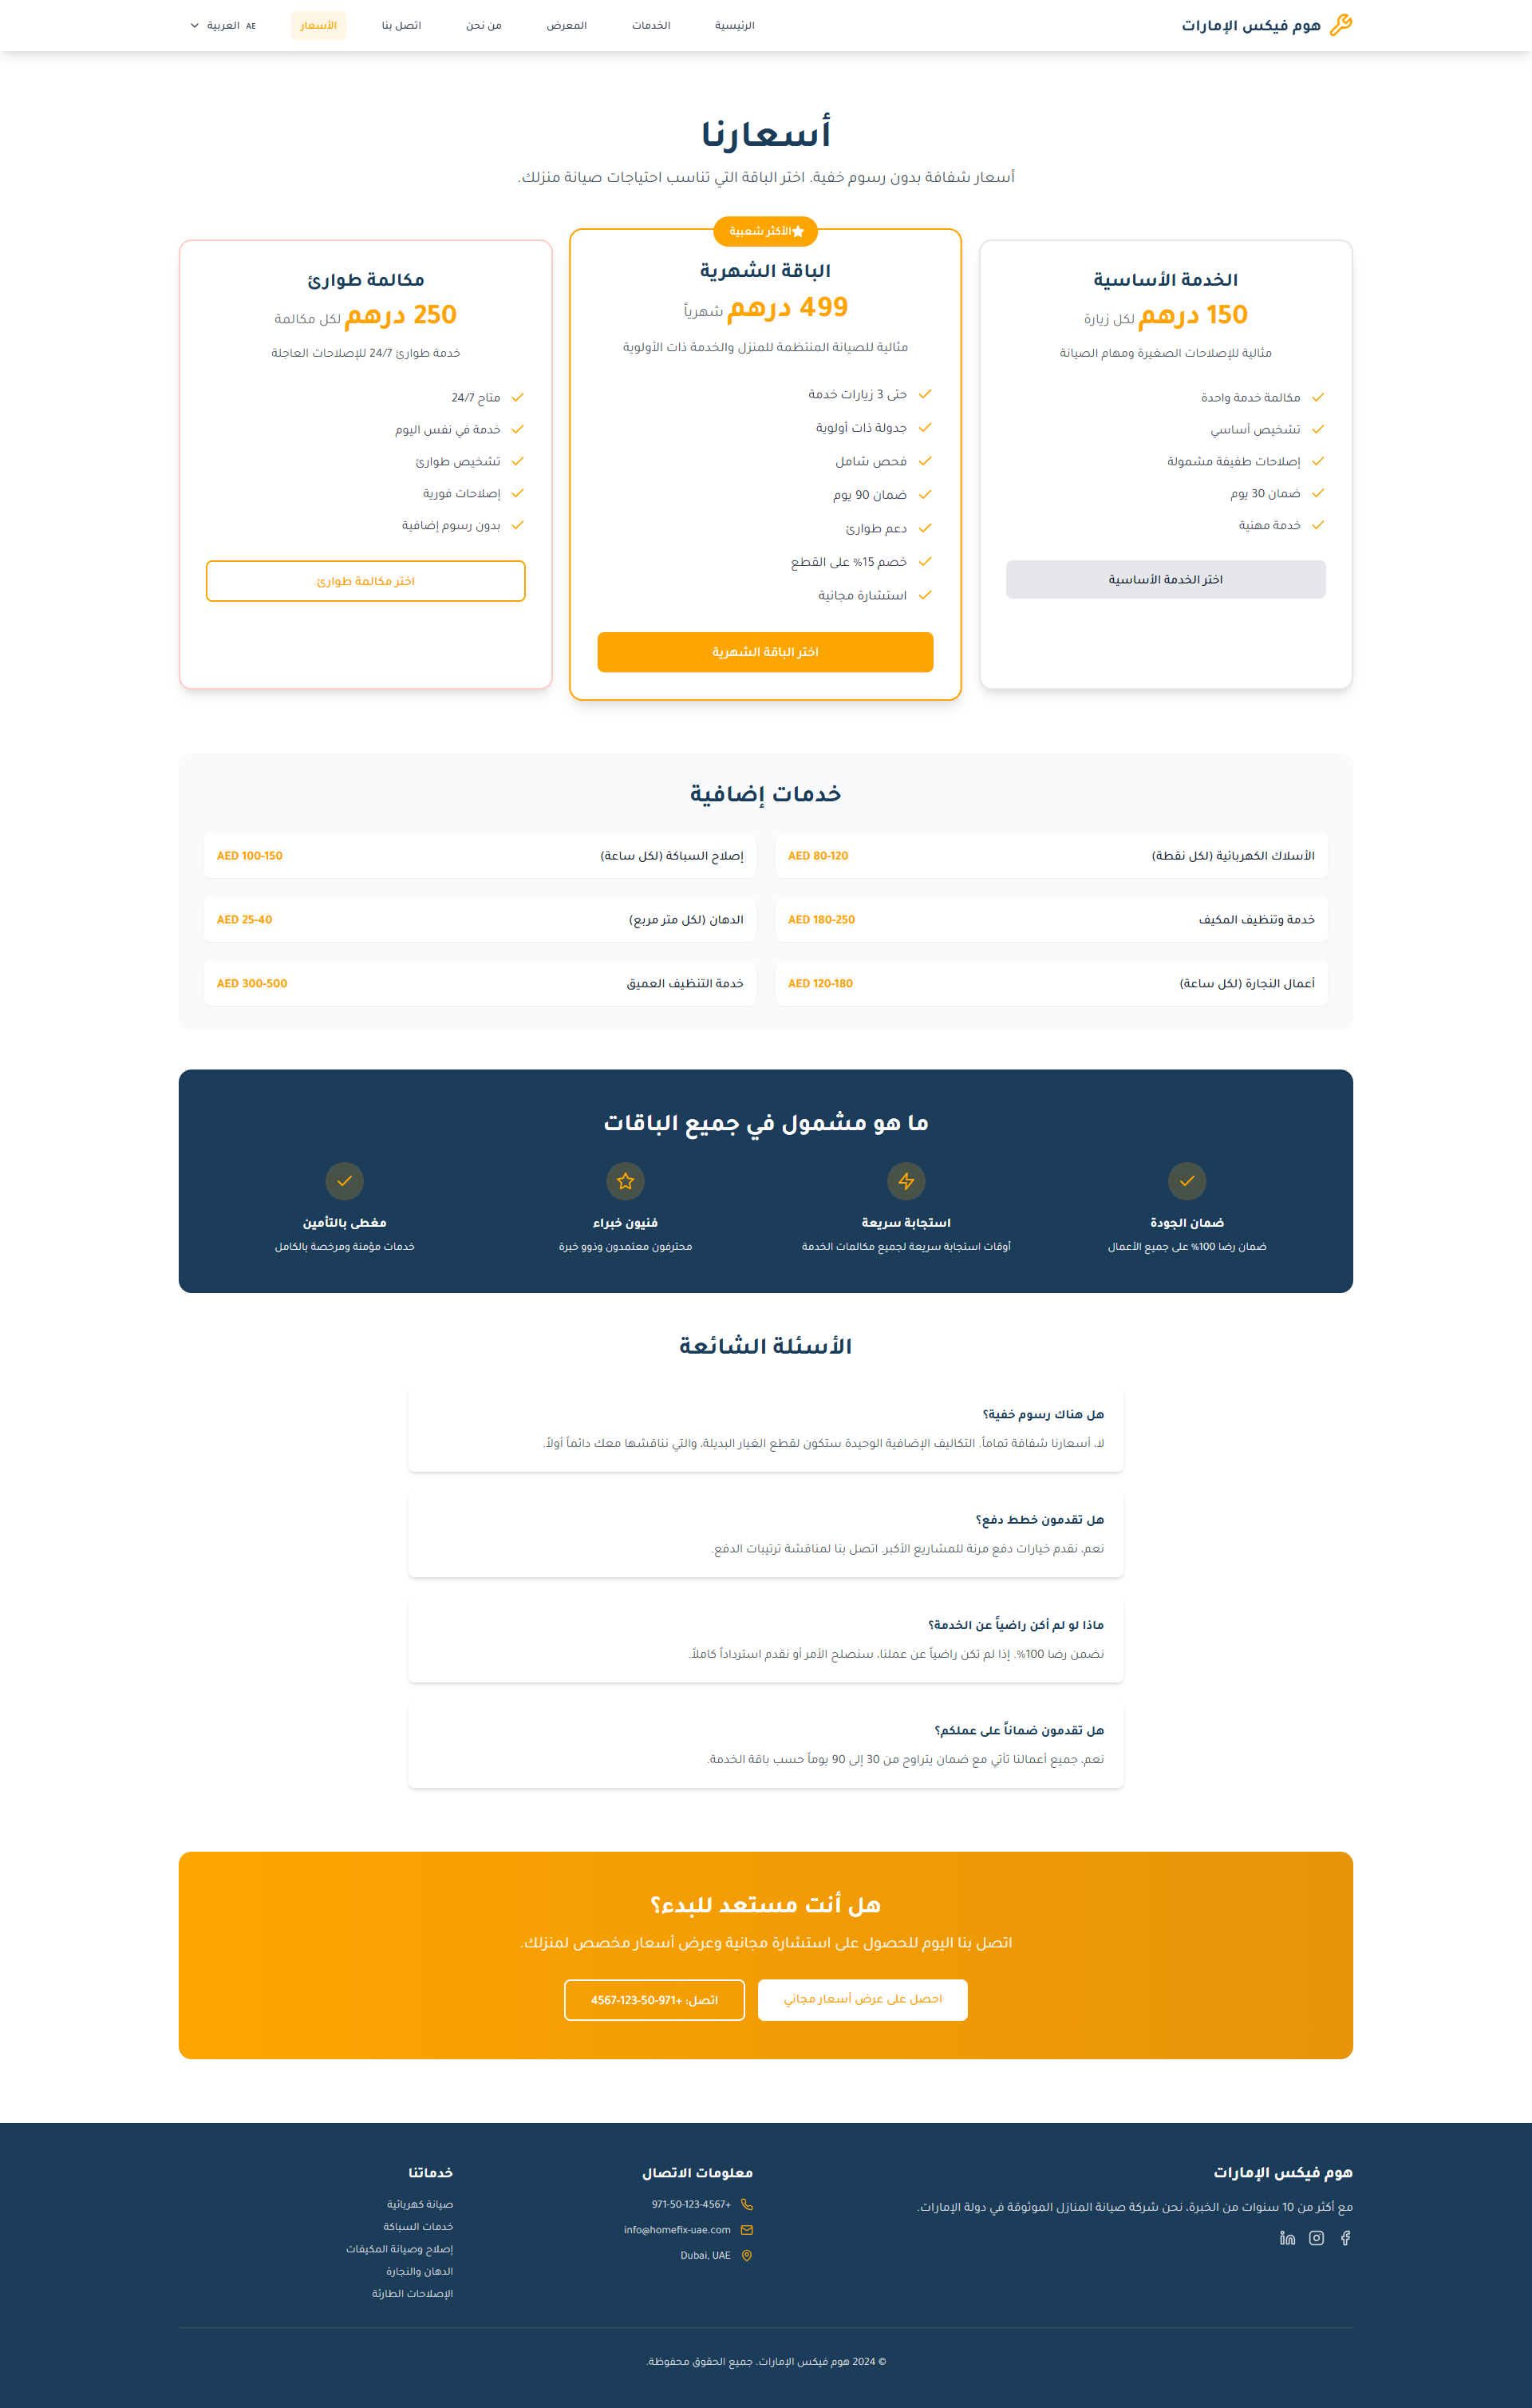 هوم فيكس الإمارات
الرئيسية
الخدمات
المعرض
من نحن
اتصل بنا
الأسعار
AE العربية
أسعارنا
أسعار شفافة بدون رسوم خفية. اختر الباقة التي تناسب احتياجات صيانة منزلك.
الخدمة الأساسية
150 درهم لكل زيارة
مثالية للإصلاحات الصغيرة ومهام الصيانة
مكالمة خدمة واحدة
تشخيص أساسي
إصلاحات طفيفة مشمولة
ضمان 30 يوم
خدمة مهنية
اختر الخدمة الأساسية
الأكثر شعبية
الباقة الشهرية
499 درهم شهرياً
مثالية للصيانة المنتظمة للمنزل والخدمة ذات الأولوية
حتى 3 زيارات خدمة
جدولة ذات أولوية
فحص شامل
ضمان 90 يوم
دعم طوارئ
خصم 15% على القطع
استشارة مجانية
اختر الباقة الشهرية
مكالمة طوارئ
250 درهم لكل مكالمة
خدمة طوارئ 24/7 للإصلاحات العاجلة
متاح 24/7
خدمة في نفس اليوم
تشخيص طوارئ
إصلاحات فورية
بدون رسوم إضافية
اختر مكالمة طوارئ
خدمات إضافية
الأسلاك الكهربائية (لكل نقطة)
AED 80-120
إصلاح السباكة (لكل ساعة)
AED 100-150
خدمة وتنظيف المكيف
AED 180-250
الدهان (لكل متر مربع)
AED 25-40
أعمال النجارة (لكل ساعة)
AED 120-180
خدمة التنظيف العميق
AED 300-500
ما هو مشمول في جميع الباقات
ضمان الجودة
ضمان رضا 100% على جميع الأعمال
استجابة سريعة
أوقات استجابة سريعة لجميع مكالمات الخدمة
فنيون خبراء
محترفون معتمدون وذوو خبرة
مغطى بالتأمين
خدمات مؤمنة ومرخصة بالكامل
الأسئلة الشائعة
هل هناك رسوم خفية؟
لا، أسعارنا شفافة تماماً. التكاليف الإضافية الوحيدة ستكون لقطع الغيار البديلة، والتي نناقشها معك دائماً أولاً.
هل تقدمون خطط دفع؟
نعم، نقدم خيارات دفع مرنة للمشاريع الأكبر. اتصل بنا لمناقشة ترتيبات الدفع.
ماذا لو لم أكن راضياً عن الخدمة؟
نضمن رضا 100%. إذا لم تكن راضياً عن عملنا، سنصلح الأمر أو نقدم استرداداً كاملاً.
هل تقدمون ضماناً على عملكم؟
نعم، جميع أعمالنا تأتي مع ضمان يتراوح من 30 إلى 90 يوماً حسب باقة الخدمة.
هل أنت مستعد للبدء؟
اتصل بنا اليوم للحصول على استشارة مجانية وعرض أسعار مخصص لمنزلك.
احصل على عرض أسعار مجاني
اتصل: +971-50-123-4567
هوم فيكس الإمارات
مع أكثر من 10 سنوات من الخبرة، نحن شركة صيانة المنازل الموثوقة في دولة الإمارات.
معلومات الاتصال
+971-50-123-4567
info@homefix-uae.com
Dubai, UAE
خدماتنا
صيانة كهربائية
خدمات السباكة
إصلاح وصيانة المكيفات
الدهان والنجارة
الإصلاحات الطارئة
© 2024 هوم فيكس الإمارات. جميع الحقوق محفوظة.